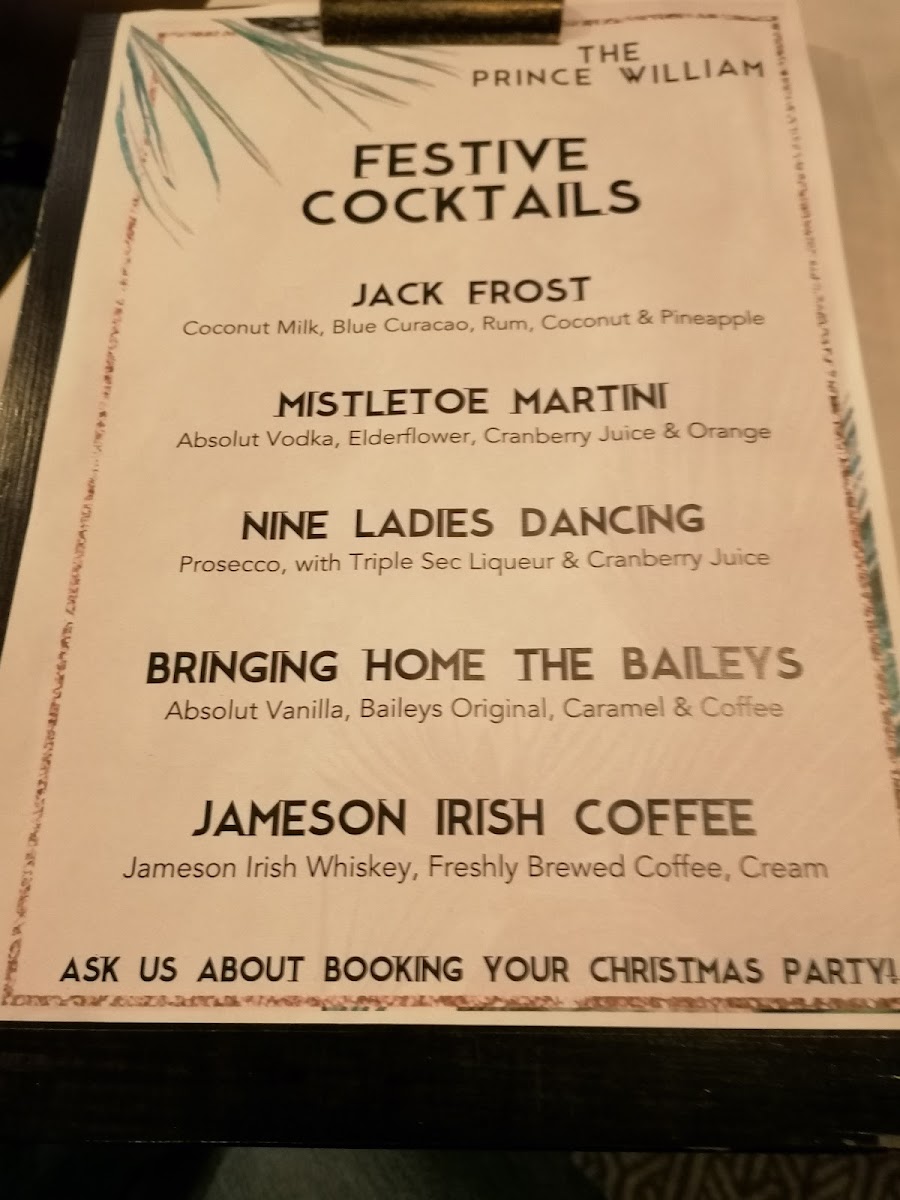 THE
PRINCE WILLIAM
FESTIVE
COCKTAILS
JACK FROST
Coconut Milk, Blue Curacao, Rum, Coconut & Pineapple
MISTLETOE MARTINI
Absolut Vodka, Elderflower, Cranberry Juice & Orange
NINE LADIES DANCING
Prosecco, with Triple Sec Liqueur & Cranberry Juice
BRINGING HOME THE BAILEYS
Absolut Vanilla, Baileys Original, Caramel & Coffee
JAMESON IRISH COFFEE
Jameson Irish Whiskey, Freshly Brewed Coffee, Cream
ASK US ABOUT BOOKING YOUR CHRISTMAS PARTY!